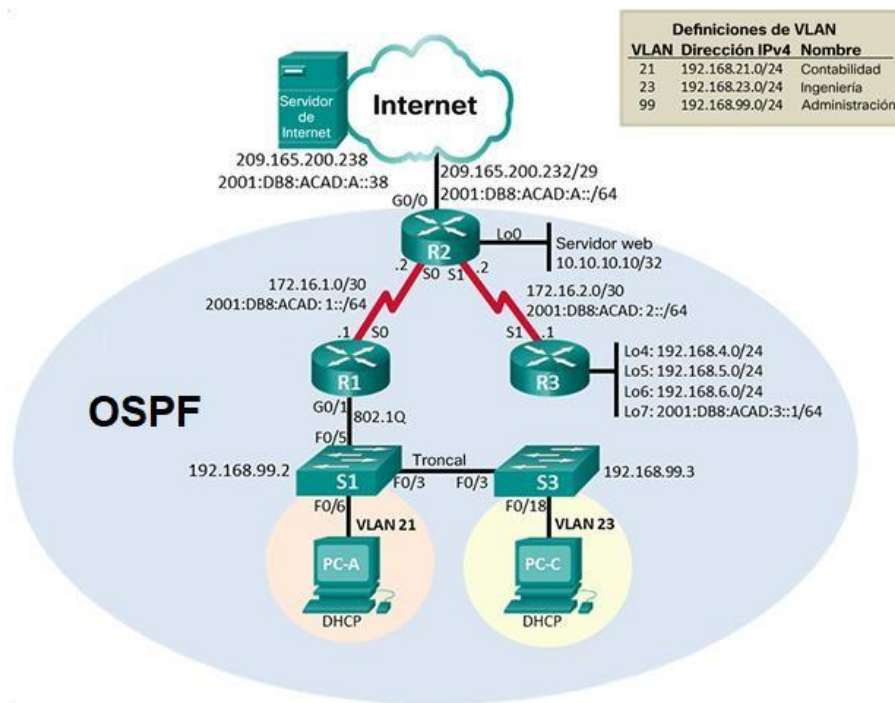 Definiciones de VLAN
VLAN Dirección IPv4 Nombre
21 192.168.21.0/24 Contabilidad
23 192.168.23.0/24 Ingeniería
99 192.168.99.0/24 Administración
Servidor
de
Internet
Internet
209.165.200.238
2001:DB8:ACAD:A::38
209.165.200.232/29
2001:DB8:ACAD:A::/64
G0/0
R2
Lo0
Servidor web
10.10.10.10/32
.2
S0
S1
.2
172.16.1.0/30
2001:DB8:ACAD: 1::/64
172.16.2.0/30
2001:DB8:ACAD: 2::/64
.1
S0
S1
.1
R1
R3
Lo4: 192.168.4.0/24
Lo5: 192.168.5.0/24
Lo6: 192.168.6.0/24
Lo7: 2001:DB8:ACAD:3::1/64
OSPF
G0/1
802.1Q
F0/5
Troncal
192.168.99.2
S1
F0/3
F0/3
S3
192.168.99.3
F0/6
F0/18
VLAN 21
VLAN 23
PC-A
PC-C
DHCP
DHCP